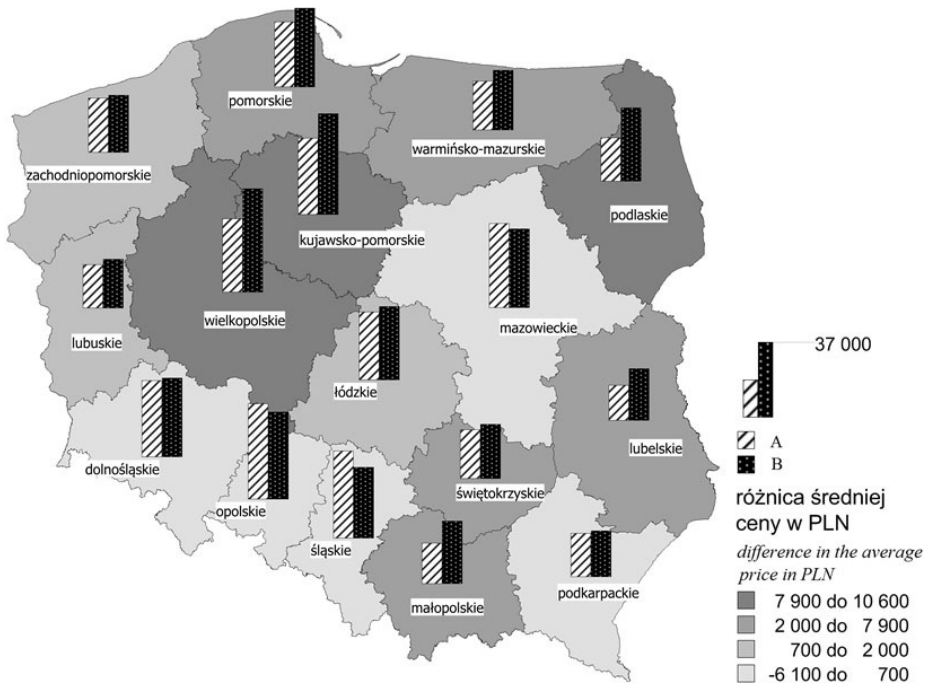 pomorskie
warmińsko-mazurskie
zachodniopomorskie
podlaskie
kujawsko-pomorskie
wielkopolskie
mazowieckie
lubuskie
łódzkie
37 000
A
B
lubelskie
dolnośląskie
świętokrzyskie
opolskie
śląskie
małopolskie
podkarpackie
różnica średniej
ceny w PLN
difference in the average
price in PLN
7 900 do 10 600
2 000 do 7 900
700 do 2 000
-6 100 do 700